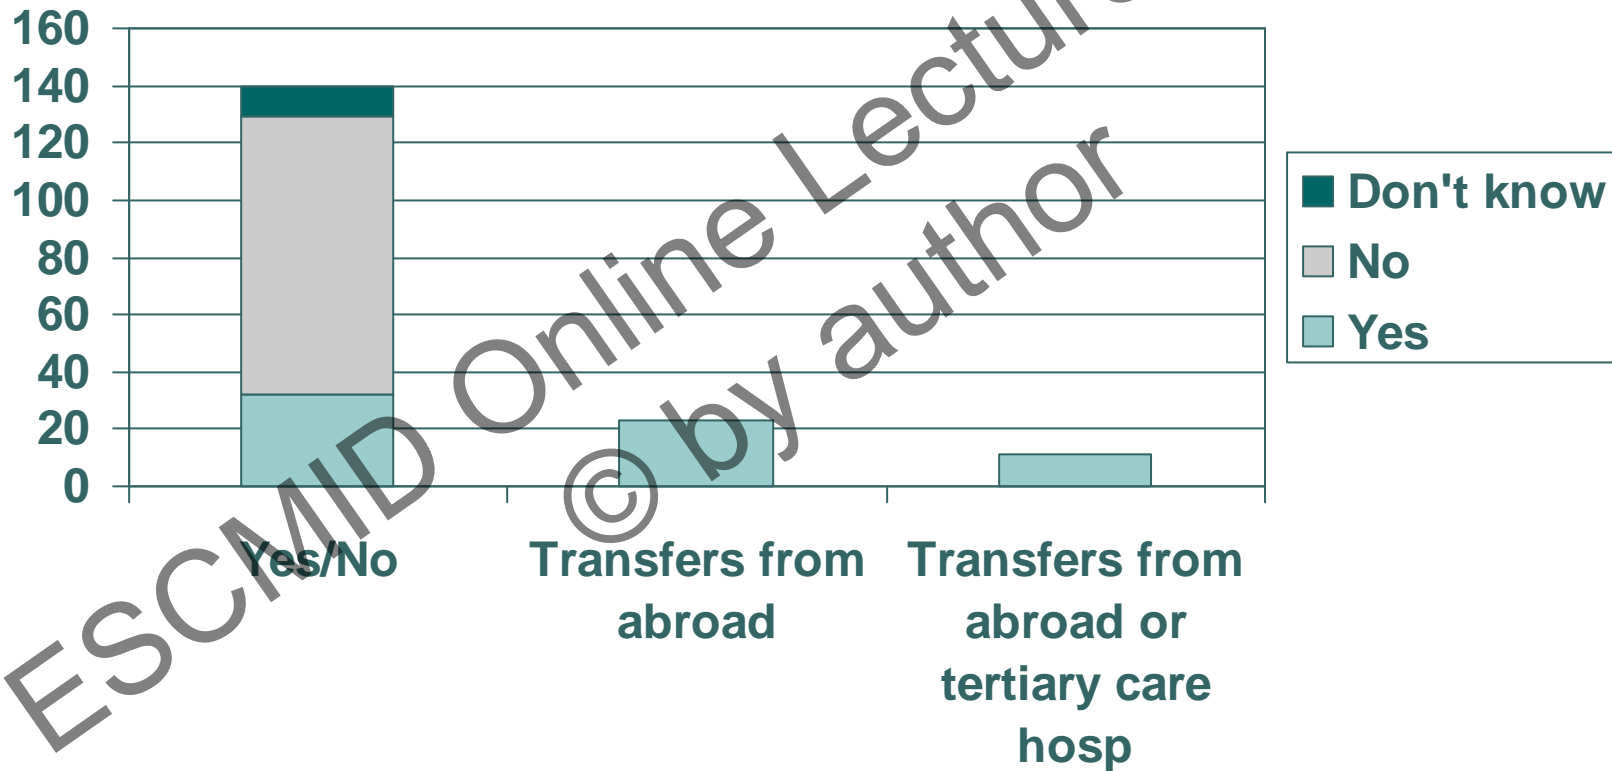 160
140
120
100
80
60
40
20
0
Yes/No
Transfers from
abroad
Transfers from
abroad or
tertiary care
hosp
Don't know
No
Yes
ESCMID Online Lecture
© by author